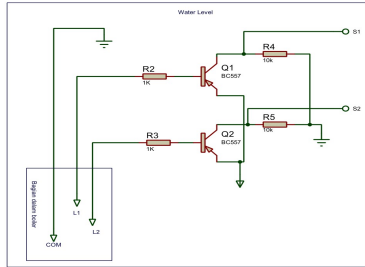 Water Level
S1
R4
10k
Q1
BC557
R2
1K
S2
R5
10k
Q2
BC557
R3
1K
Bagian dalam boiler
L1
L2
COM